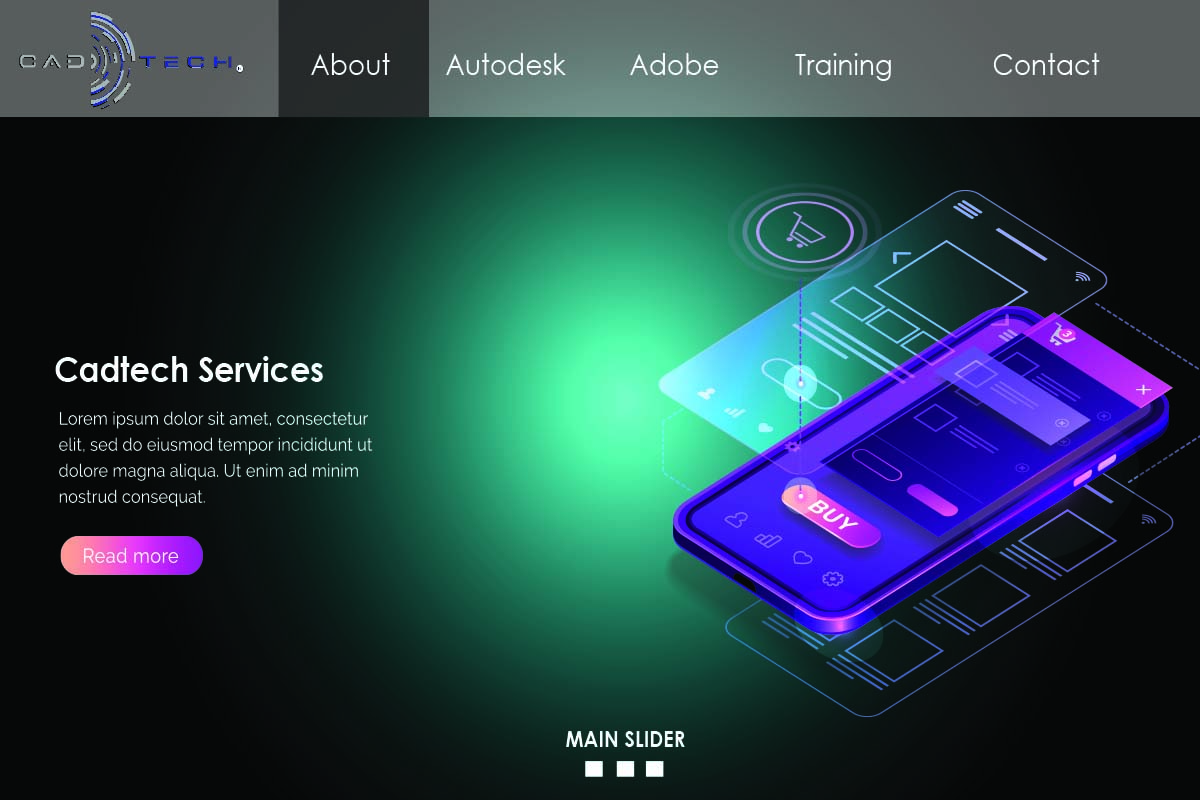 CAD TECH
About Autodesk Adobe Training Contact
3
BUY
Cadtech Services
Lorem ipsum dolor sit amet, consectetur
elit, sed do eiusmod tempor incididunt ut
dolore magna aliqua. Ut enim ad minim
nostrud consequat.
Read more
MAIN SLIDER